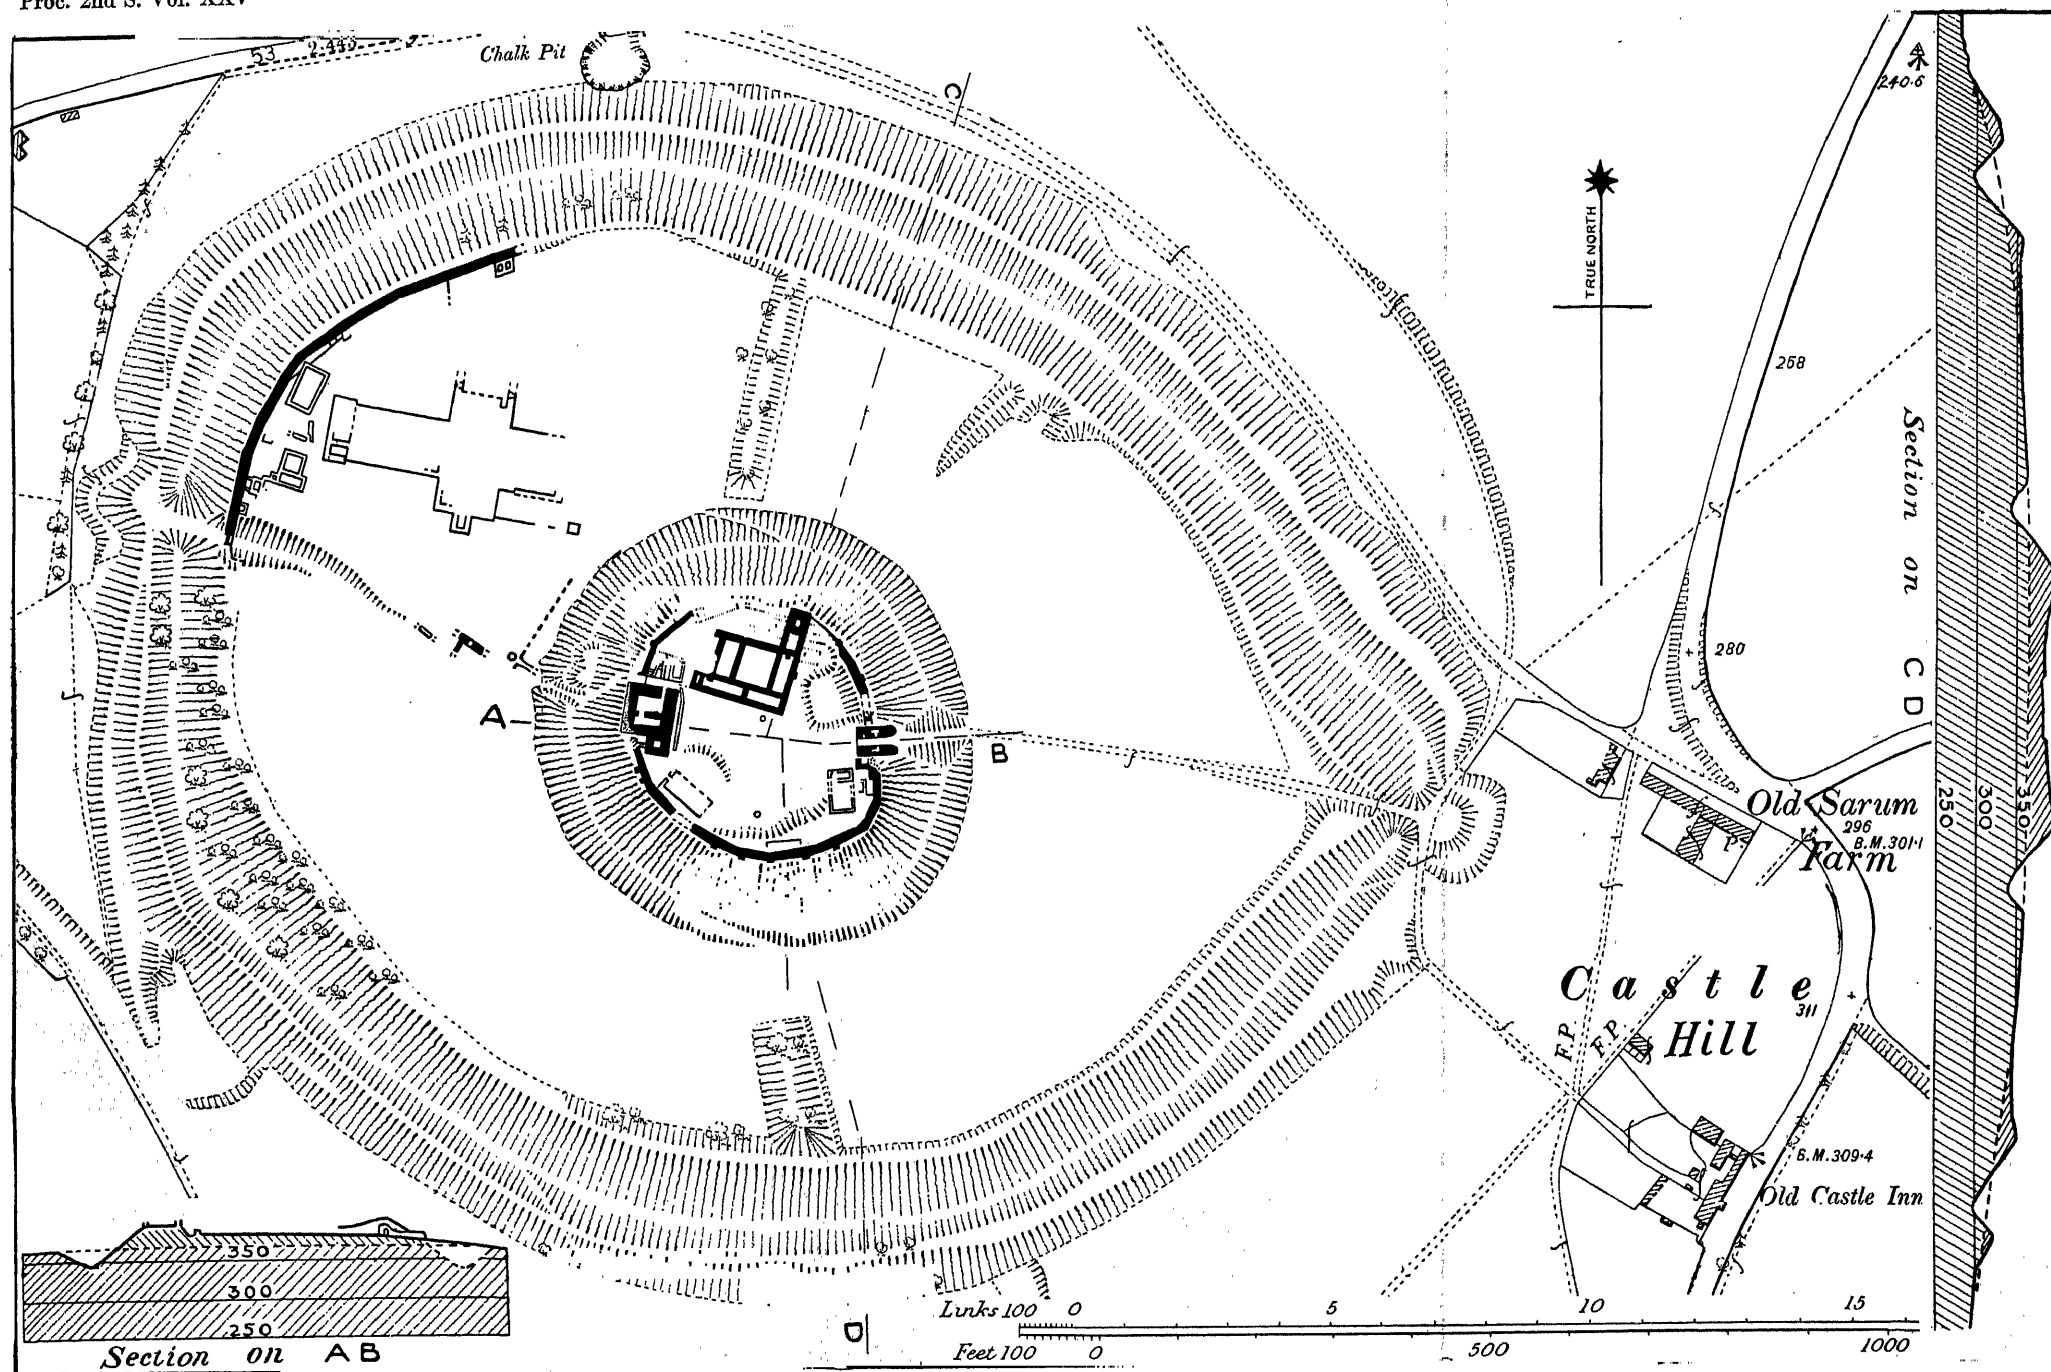 Proc. 2nd S. Vol. XXV
53
2·443
Chalk Pit
C
240·6
TRUE NORTH
268
Section on C D
280
A
B
Old Sarum
296
B.M.301·1
Farm
P
250
300
350
Castle
311
Hill
F.P.
F.P.
B.M.309·4
Old Castle Inn
350
300
250
Section on AB
D
Links 100 0 5 10 15
Feet 100 0 500 1000